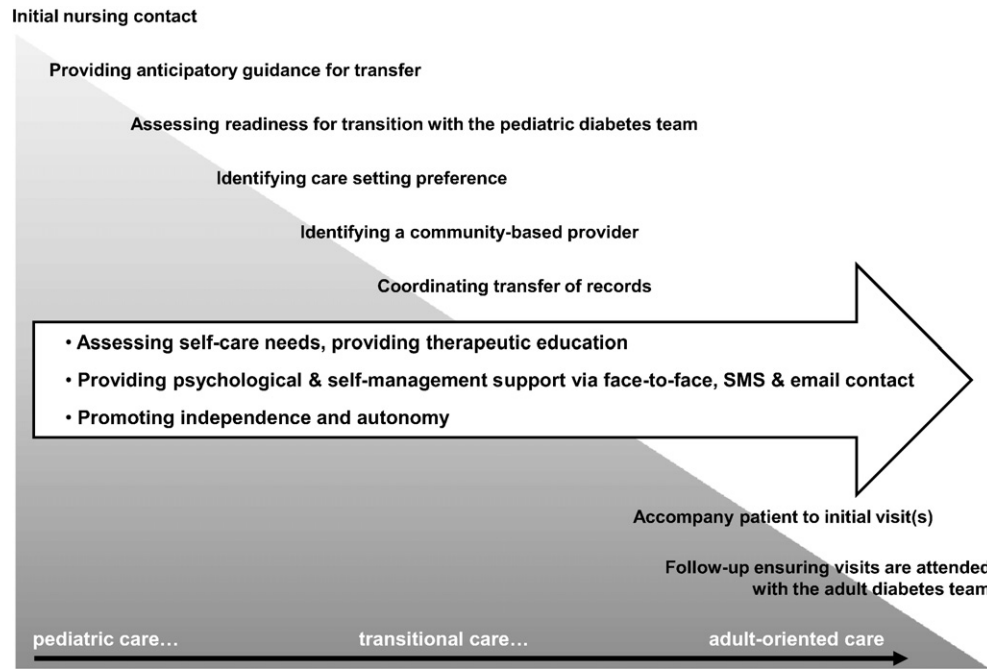 Initial nursing contact
Providing anticipatory guidance for transfer
Assessing readiness for transition with the pediatric diabetes team
Identifying care setting preference
Identifying a community-based provider
Coordinating transfer of records
• Assessing self-care needs, providing therapeutic education
• Providing psychological & self-management support via face-to-face, SMS & email contact
• Promoting independence and autonomy
Accompany patient to initial visit(s)
Follow-up ensuring visits are attended
with the adult diabetes team
pediatric care… transitional care… adult-oriented care